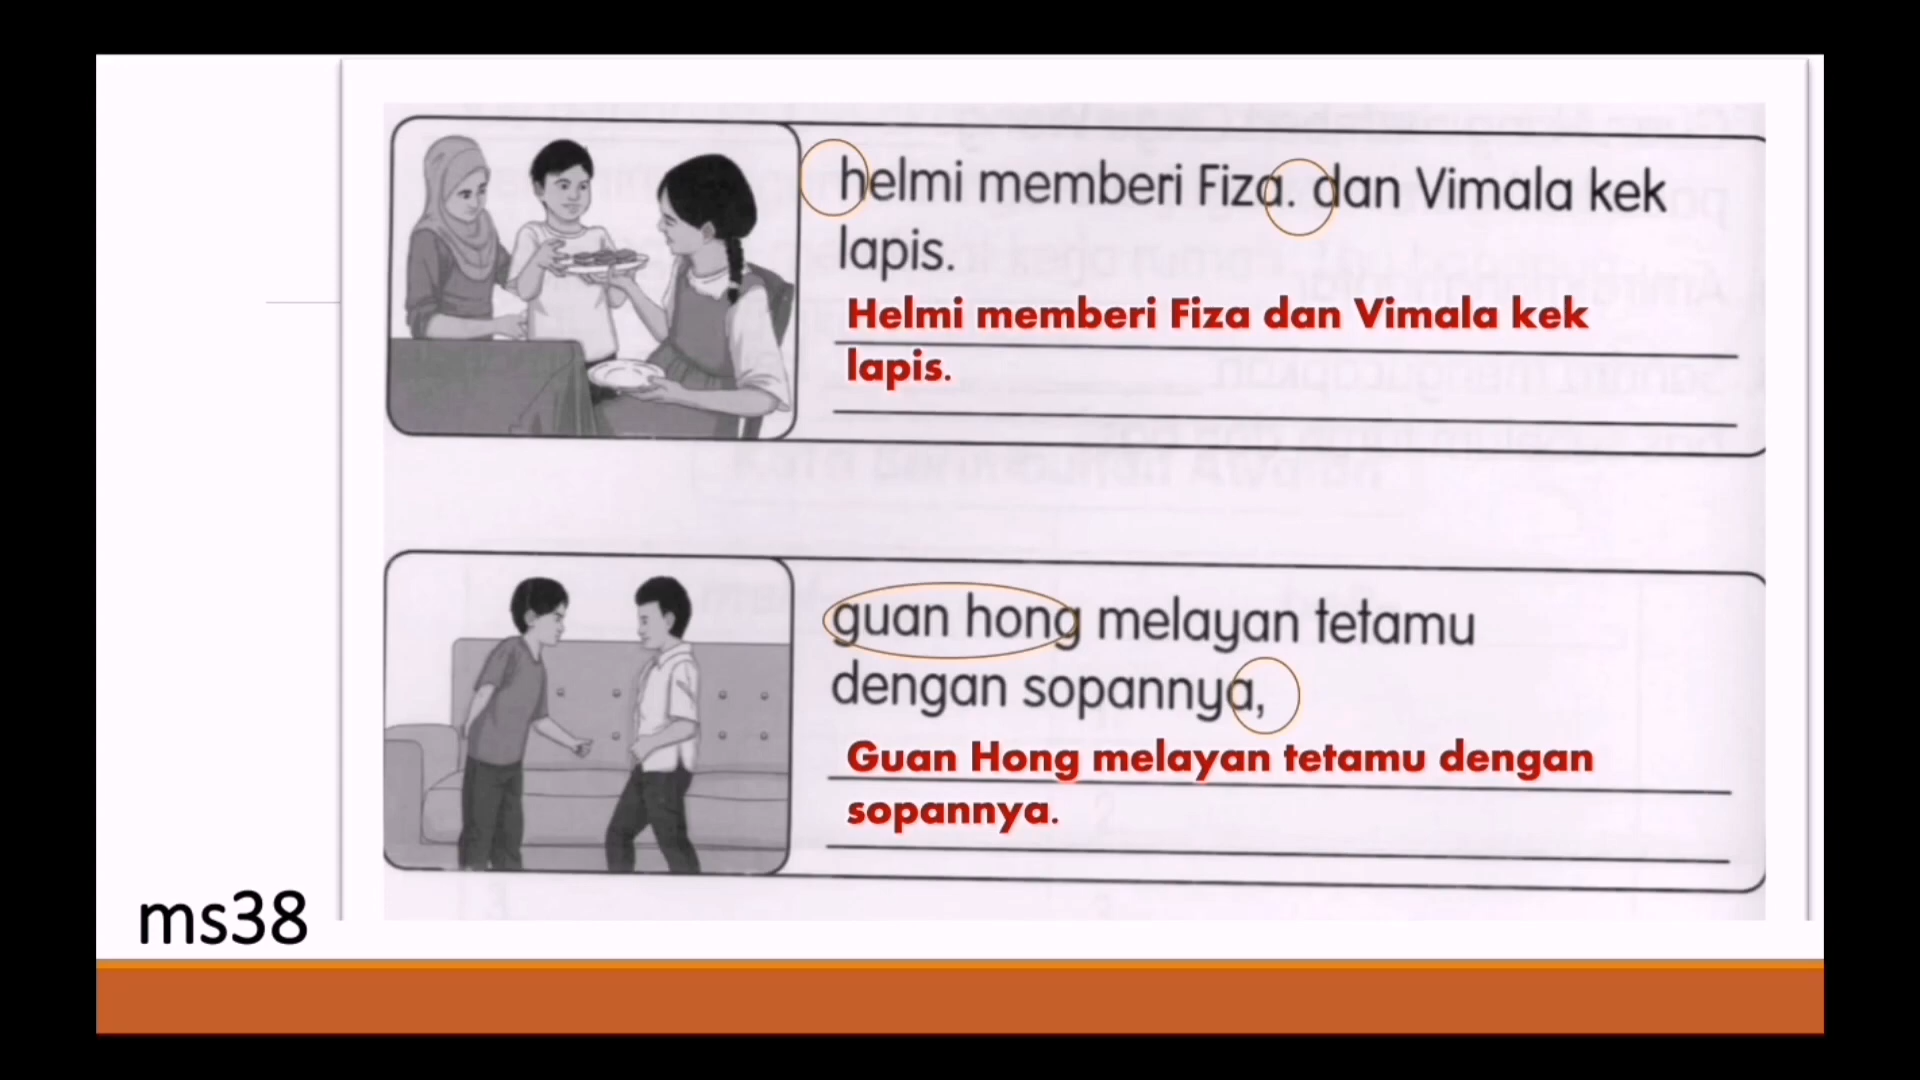 helmi memberi Fiza. dan Vimala kek
lapis.
Helmi memberi Fiza dan Vimala kek
lapis.
guan hong melayan tetamu
dengan sopannya,
Guan Hong melayan tetamu dengan
sopannya.
ms38